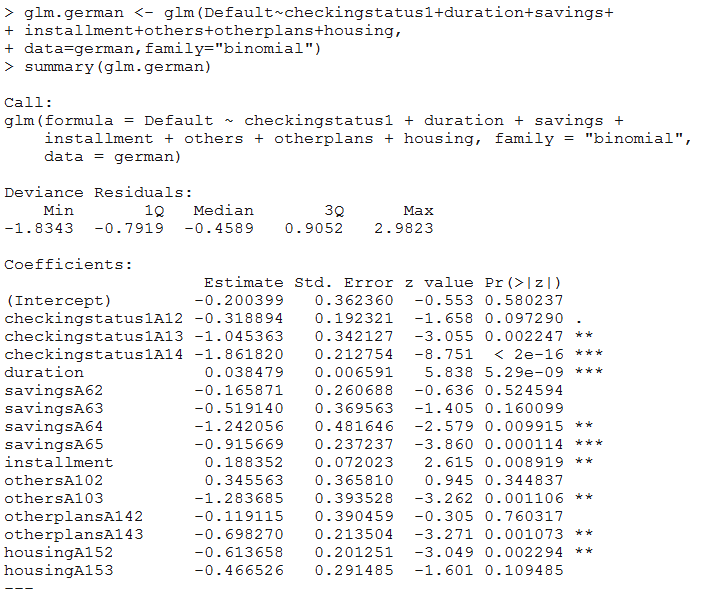 > glm.german <- glm(Default~checkingstatus1+duration+savings+
+ installment+others+otherplans+housing,
+ data=german,family="binomial")
> summary(glm.german)
Call:
glm(formula = Default ~ checkingstatus1 + duration + savings +
    installment + others + otherplans + housing, family = "binomial",
    data = german)
Deviance Residuals:
    Min       1Q   Median       3Q      Max
-1.8343  -0.7919  -0.4589   0.9052   2.9823
Coefficients:
                    Estimate Std. Error z value Pr(>|z|)
(Intercept)        -0.200399   0.362360  -0.553 0.580237
checkingstatus1A12 -0.318894   0.192321  -1.658 0.097290 .
checkingstatus1A13 -1.045363   0.342127  -3.055 0.002247 **
checkingstatus1A14 -1.861820   0.212754  -8.751  < 2e-16 ***
duration            0.038479   0.006591   5.838 5.29e-09 ***
savingsA62         -0.165871   0.260688  -0.636 0.524594
savingsA63         -0.519140   0.369563  -1.405 0.160099
savingsA64         -1.242056   0.481646  -2.579 0.009915 **
savingsA65         -0.915669   0.237237  -3.860 0.000114 ***
installment         0.188352   0.072023   2.615 0.008919 **
othersA102          0.345563   0.365810   0.945 0.344837
othersA103         -1.283685   0.393528  -3.262 0.001106 **
otherplansA142     -0.119115   0.390459  -0.305 0.760317
otherplansA143     -0.698270   0.213504  -3.271 0.001073 **
housingA152        -0.613658   0.201251  -3.049 0.002294 **
housingA153        -0.466526   0.291485  -1.601 0.109485
---